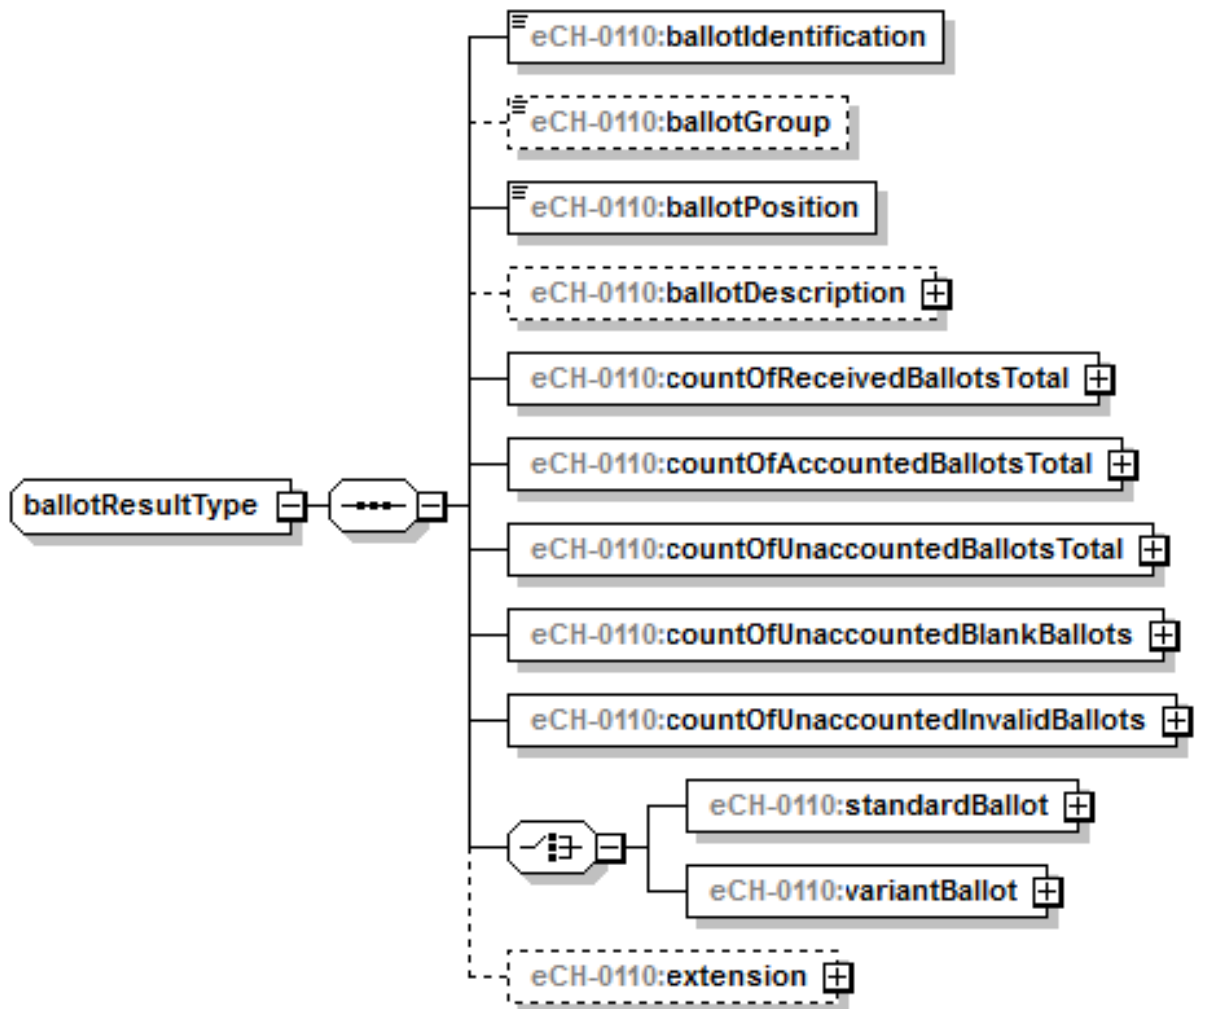 eCH-0110:ballotIdentification
eCH-0110:ballotGroup
eCH-0110:ballotPosition
eCH-0110:ballotDescription
eCH-0110:countOfReceivedBallotsTotal
eCH-0110:countOfAccountedBallotsTotal
ballotResultType
eCH-0110:countOfUnaccountedBallotsTotal
eCH-0110:countOfUnaccountedBlankBallots
eCH-0110:countOfUnaccountedInvalidBallots
eCH-0110:standardBallot
eCH-0110:variantBallot
eCH-0110:extension